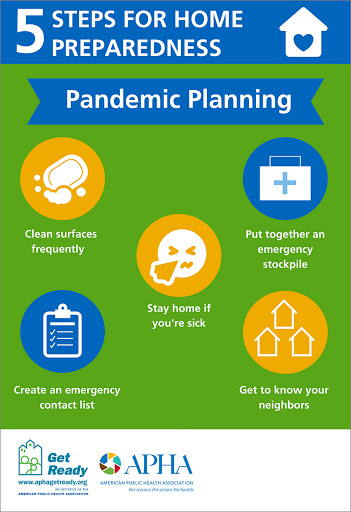 5 STEPS FOR HOME
PREPAREDNESS
Pandemic Planning
Clean surfaces
frequently
Put together an
emergency
stockpile
Stay home if
you're sick
Create an emergency
contact list
Get to know your
neighbors
Get
Ready
www.aphagetready.org
AN INITIATIVE OF THE
AMERICAN PUBLIC HEALTH ASSOCIATION
APHA
AMERICAN PUBLIC HEALTH ASSOCIATION
For science. For action. For health.